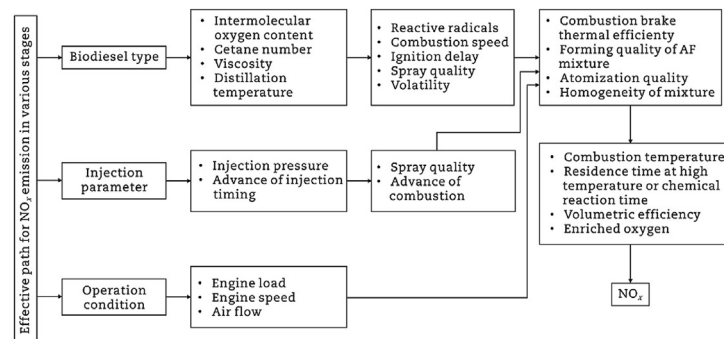 Effective path for NOx emission in various stages
Biodiesel type
• Intermolecular
oxygen content
• Cetane number
• Viscosity
• Distillation
temperature
• Reactive radicals
• Combustion speed
• Ignition delay
• Spray quality
• Volatility
• Combustion brake
thermal efficienty
• Forming quality of AF
mixture
• Atomization quality
• Homogeneity of mixture
Injection
parameter
• Injection pressure
• Advance of injection
timing
• Spray quality
• Advance of
combustion
• Combustion temperature
• Residence time at high
temperature or chemical
reaction time
• Volumetric efficiency
• Enriched oxygen
Operation
condition
• Engine load
• Engine speed
• Air flow
NOx